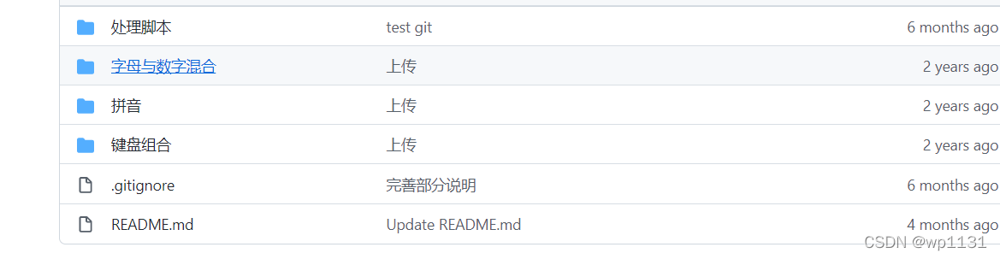 处理脚本 test git 6 months ago
字母与数字混合 上传 2 years ago
拼音 上传 2 years ago
键盘组合 上传 2 years ago
.gitignore 完善部分说明 6 months ago
README.md Update README.md 4 months ago
CSDN @wp1131